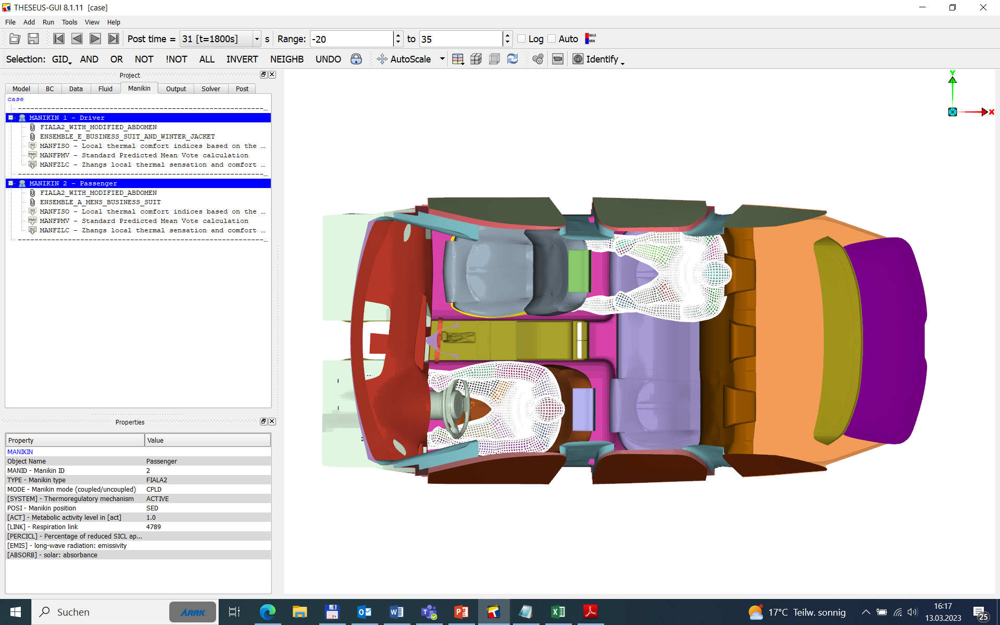 THESEUS-GUI 8.1.11 [case]
File Add Run Tools View Help
Post time = 31 [t=1800s] s Range: -20 to 35 Log Auto MAX MIN
Selection: GID AND OR NOT !NOT ALL INVERT NEIGHB UNDO AutoScale Identify
Project
Model BC Data Fluid Manikin Output Solver Post
case
MANIKIN 1 - Driver
FIALA2_WITH_MODIFIED_ABDOMEN
ENSEMBLE_E_BUSINESS_SUIT_AND_WINTER_JACKET
ISO MANFISO - Local thermal comfort indices based on the ...
PMV MANFPMV - Standard Predicted Mean Vote calculation
ZLC MANFZLC - Zhangs local thermal sensation and comfort ...
MANIKIN 2 - Passenger
FIALA2_WITH_MODIFIED_ABDOMEN
ENSEMBLE_A_MENS_BUSINESS_SUIT
ISO MANFISO - Local thermal comfort indices based on the ...
PMV MANFPMV - Standard Predicted Mean Vote calculation
ZLC MANFZLC - Zhangs local thermal sensation and comfort ...
Y
X
Properties
Property Value
MANIKIN
Object Name Passenger
MANID - Manikin ID 2
TYPE - Manikin type FIALA2
MODE - Manikin mode (coupled/uncoupled) CPLD
[SYSTEM] - Thermoregulatory mechanism ACTIVE
POSI - Manikin position SED
[ACT] - Metabolic activity level in [act] 1.0
[LINK] - Respiration link 4789
[PERCICL] - Percentage of reduced SICL ap...
[EMIS] - long-wave radiation: emissivity
[ABSORB] - solar: absorbance
Suchen ARRK 17°C Teilw. sonnig 16:17
13.03.2023 25